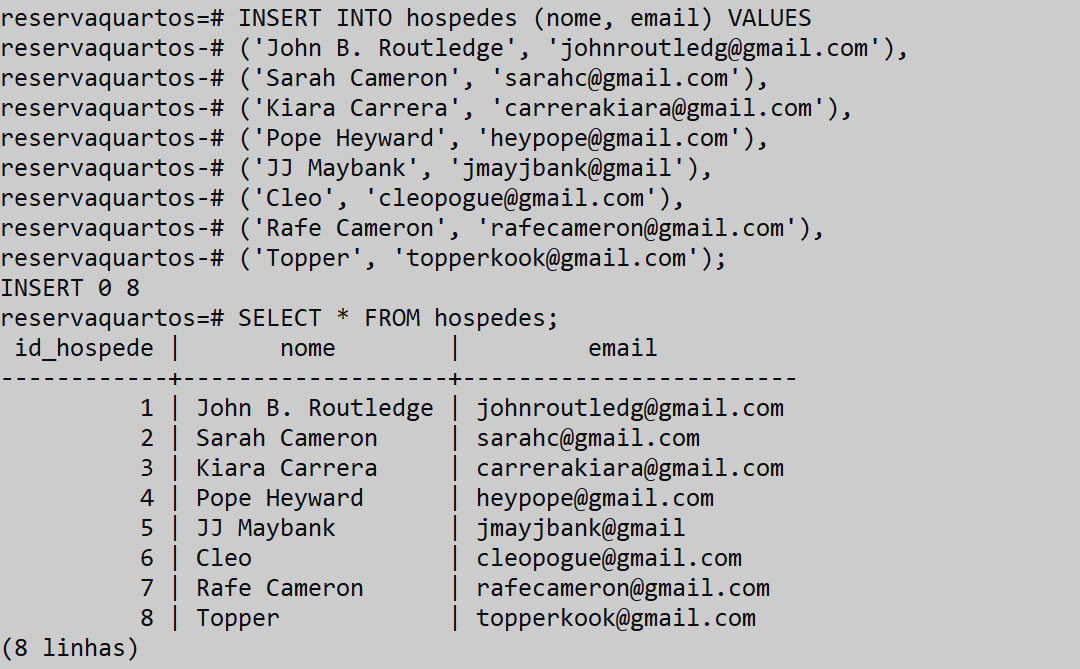 reservaquartos=# INSERT INTO hospedes (nome, email) VALUES
reservaquartos-# ('John B. Routledge', 'johnroutledg@gmail.com'),
reservaquartos-# ('Sarah Cameron', 'sarahc@gmail.com'),
reservaquartos-# ('Kiara Carrera', 'carrerakiara@gmail.com'),
reservaquartos-# ('Pope Heyward', 'heypope@gmail.com'),
reservaquartos-# ('JJ Maybank', 'jmayjbank@gmail'),
reservaquartos-# ('Cleo', 'cleopogue@gmail.com'),
reservaquartos-# ('Rafe Cameron', 'rafecameron@gmail.com'),
reservaquartos-# ('Topper', 'topperkook@gmail.com');
INSERT 0 8
reservaquartos=# SELECT * FROM hospedes;
 id_hospede |       nome        |         email
------------+-------------------+------------------------
          1 | John B. Routledge | johnroutledg@gmail.com
          2 | Sarah Cameron     | sarahc@gmail.com
          3 | Kiara Carrera     | carrerakiara@gmail.com
          4 | Pope Heyward      | heypope@gmail.com
          5 | JJ Maybank        | jmayjbank@gmail
          6 | Cleo              | cleopogue@gmail.com
          7 | Rafe Cameron      | rafecameron@gmail.com
          8 | Topper            | topperkook@gmail.com
(8 linhas)